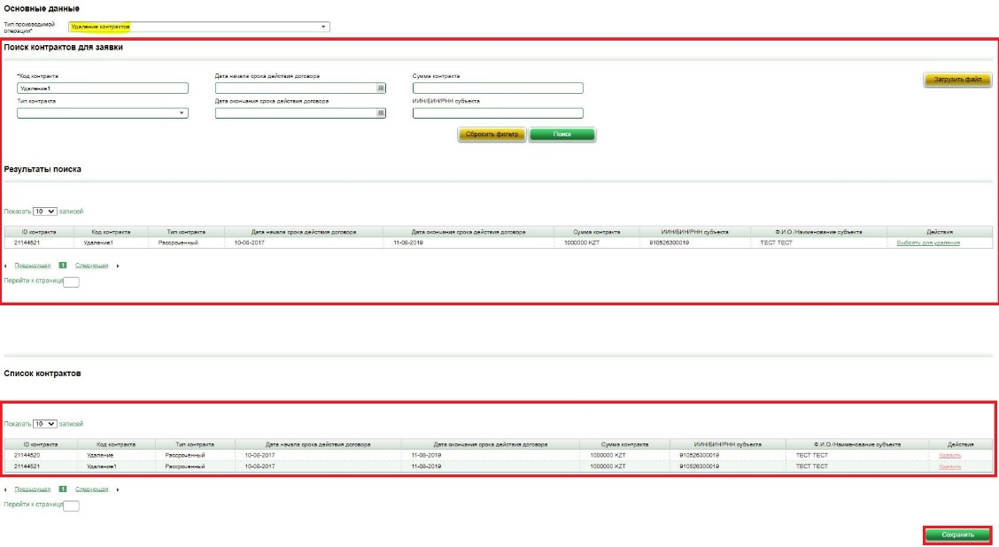 Основные данные
Тип производимой операции* Удаление контрактов
Поиск контрактов для заявки
*Код контракта Дата начала срока действия договора Сумма контракта
Удаление1 Загрузить файл
Тип контракта Дата окончания срока действия договора ИИН/БИН/РНН субъекта
Сбросить фильтр Поиск
Результаты поиска
Показать 10 записей
ID контракта Код контракта Тип контракта Дата начала срока действия договора Дата окончания срока действия договора Сумма контракта ИИН/БИН/РНН субъекта Ф.И.О./Наименование субъекта Действия
21144521 Удаление1 Рассроченный 10-08-2017 11-08-2019 1000000 KZT 910526300019 ТЕСТ ТЕСТ Выбрать для удаления
Предыдущая 1 Следующая
Перейти к странице
Список контрактов
Показать 10 записей
ID контракта Код контракта Тип контракта Дата начала срока действия договора Дата окончания срока действия договора Сумма контракта ИИН/БИН/РНН субъекта Ф.И.О./Наименование субъекта Действия
21144520 Удаление Рассроченный 10-08-2017 11-08-2019 1000000 KZT 910526300019 ТЕСТ ТЕСТ Удалить
21144521 Удаление1 Рассроченный 10-08-2017 11-08-2019 1000000 KZT 910526300019 ТЕСТ ТЕСТ Удалить
Предыдущая 1 Следующая
Перейти к странице
Сохранить